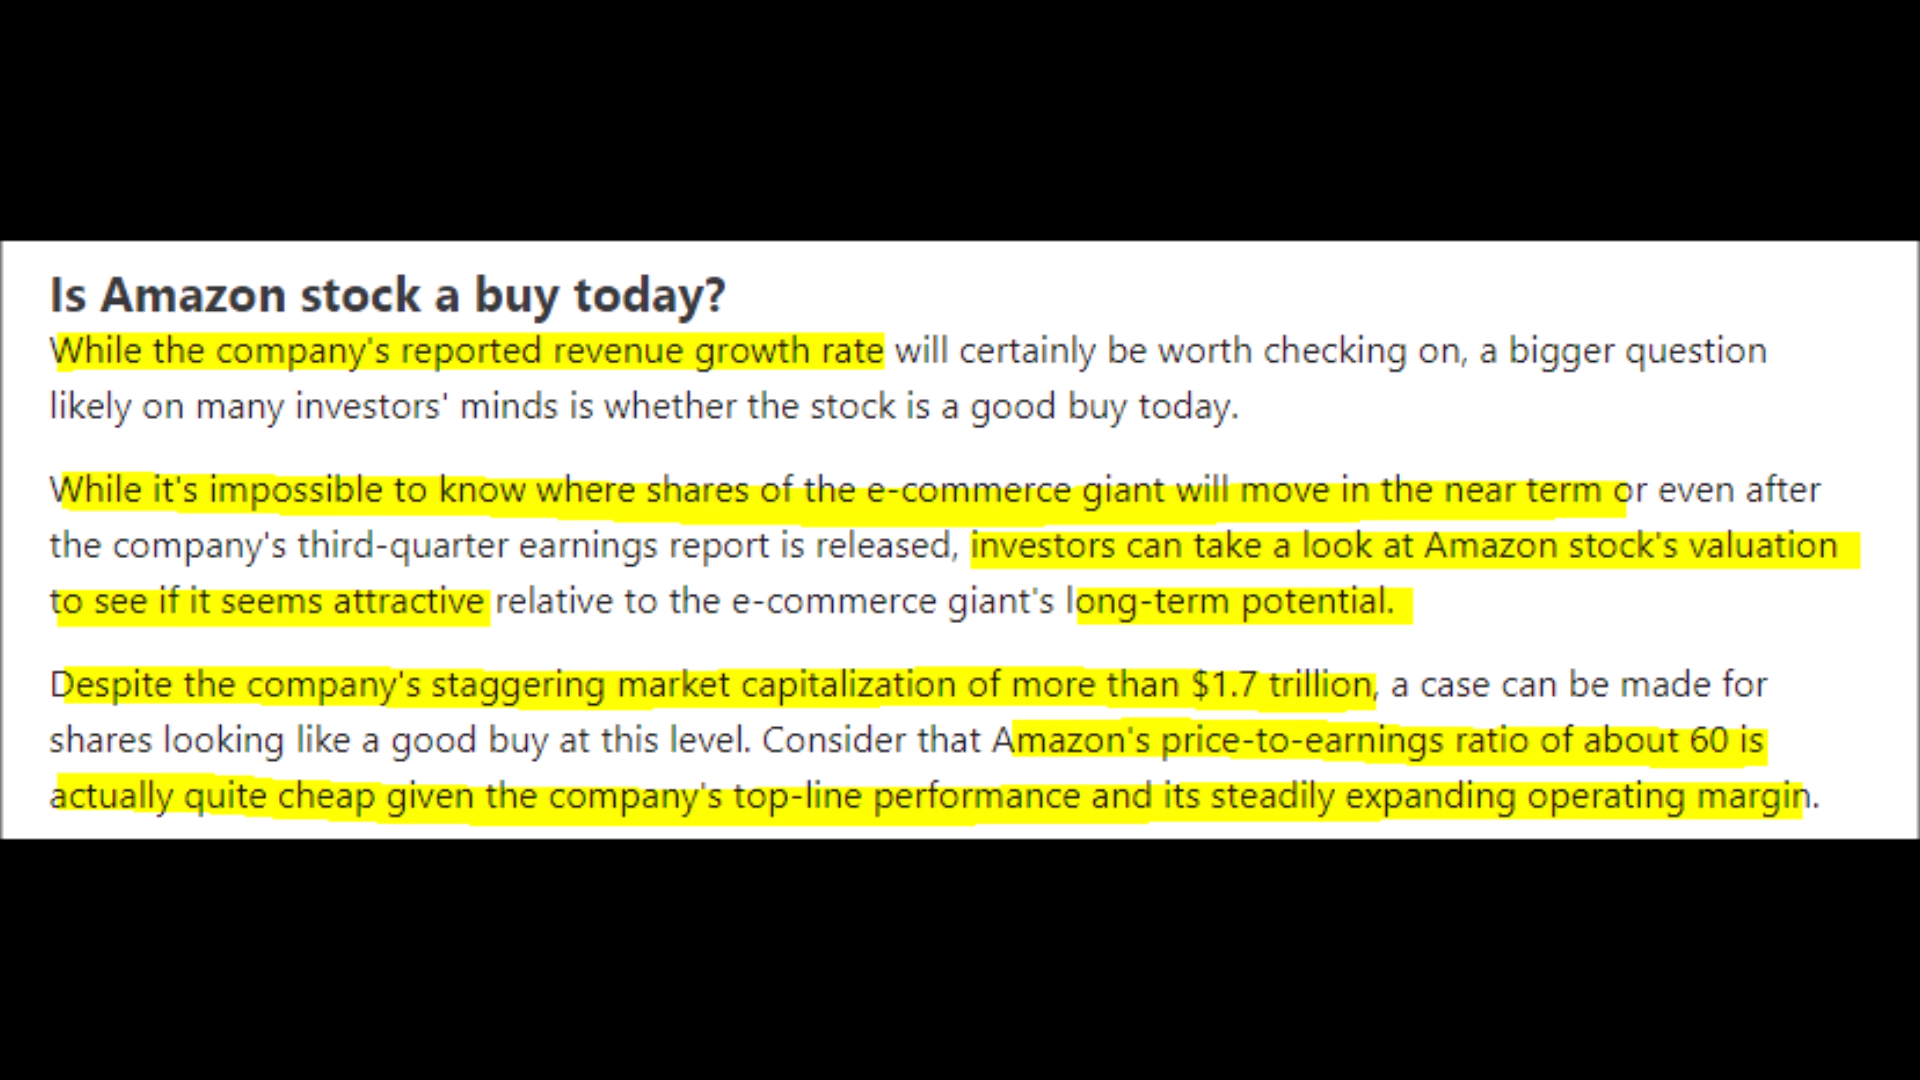 Is Amazon stock a buy today?
While the company's reported revenue growth rate will certainly be worth checking on, a bigger question
likely on many investors' minds is whether the stock is a good buy today.
While it's impossible to know where shares of the e-commerce giant will move in the near term or even after
the company's third-quarter earnings report is released, investors can take a look at Amazon stock's valuation
to see if it seems attractive relative to the e-commerce giant's long-term potential.
Despite the company's staggering market capitalization of more than $1.7 trillion, a case can be made for
shares looking like a good buy at this level. Consider that Amazon's price-to-earnings ratio of about 60 is
actually quite cheap given the company's top-line performance and its steadily expanding operating margin.